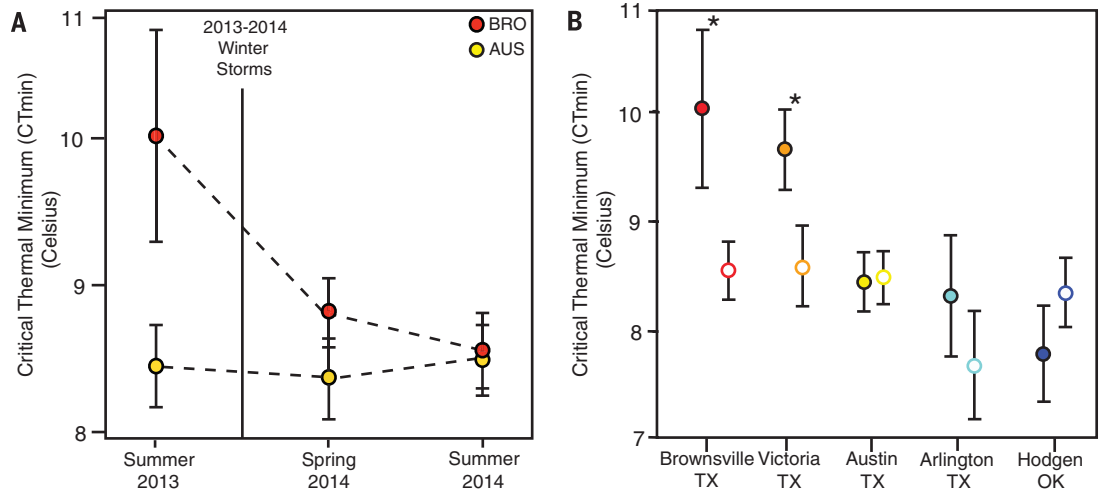 A
Critical Thermal Minimum (CTmin)
(Celsius)
11
10
9
8
2013-2014
Winter
Storms
BRO
AUS
Summer
2013
Spring
2014
Summer
2014
B
Critical Thermal Minimum (CTmin)
(Celsius)
11
10
9
8
7
*
*
Brownsville
TX
Victoria
TX
Austin
TX
Arlington
TX
Hodgen
OK